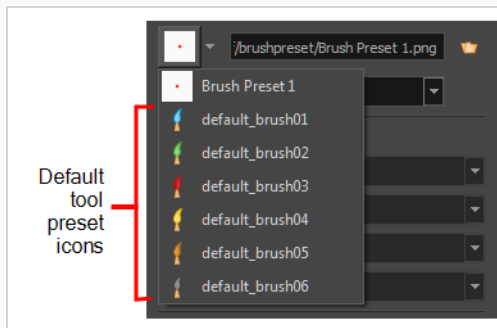 :/brushpreset/Brush Preset 1.png
Brush Preset 1
default_brush01
default_brush02
default_brush03
default_brush04
default_brush05
default_brush06
Default
tool
preset
icons